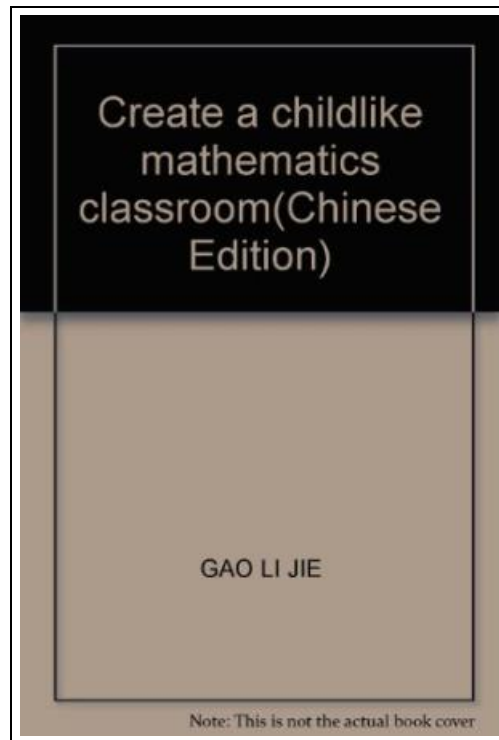 Create a childlike
mathematics
classroom(Chinese
Edition)
GAO LI JIE
Note: This is not the actual book cover